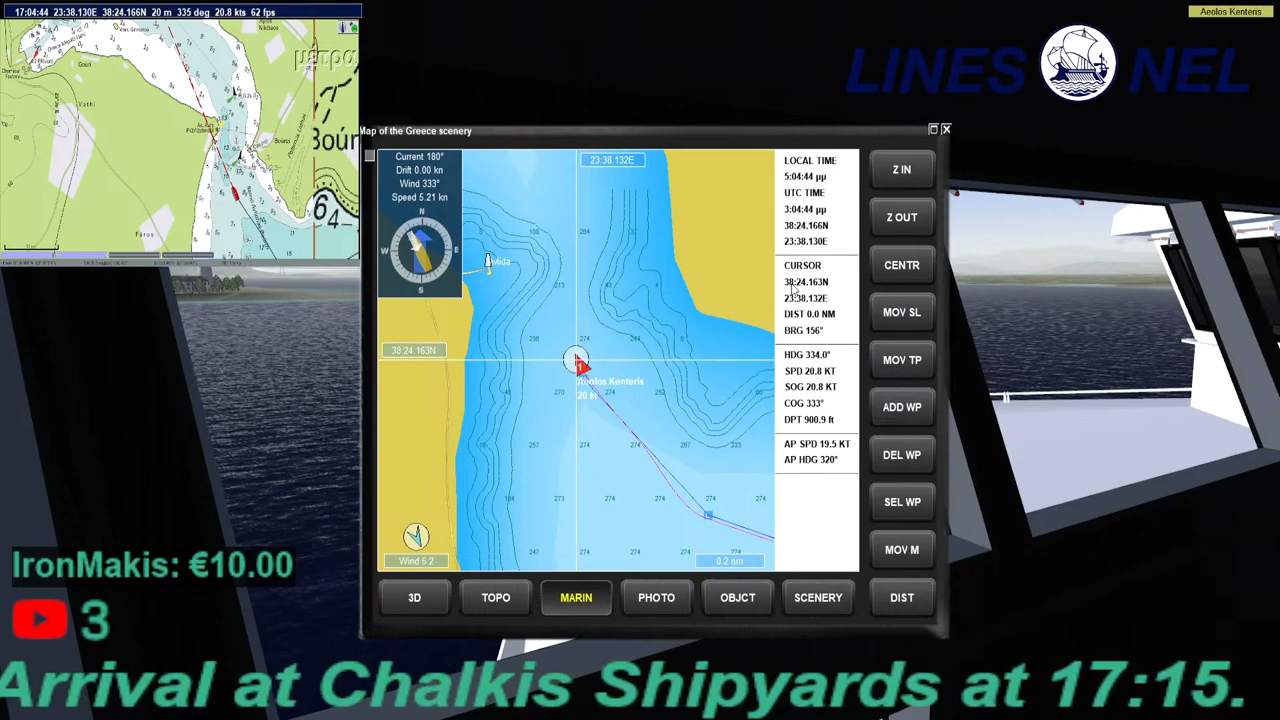 17:04:44 23:38.130E 38:24.166N 20 m 335 deg 20.8 kts 62 fps
Aeolos Kenteris
LINES NEL
Vathi
Gouri
Faros
Map of the Greece scenery
Current 180°
Drift 0.00 kn
Wind 333°
Speed 5.21 kn
N
W E
S
23:38.132E
38:24.163N
Aeolos Kenteris
20 kt
Wind 5.2
0.2 nm
LOCAL TIME
5:04:44 μμ
UTC TIME
3:04:44 μμ
38:24.166N
23:38.130E
CURSOR
38:24.163N
23:38.132E
DIST 0.0 NM
BRG 156°
HDG 334.0°
SPD 20.8 KT
SOG 20.8 KT
COG 333°
DPT 900.9 ft
AP SPD 19.5 KT
AP HDG 320°
Z IN
Z OUT
CENTR
MOV SL
MOV TP
ADD WP
DEL WP
SEL WP
MOV M
DIST
3D
TOPO
MARIN
PHOTO
OBJCT
SCENERY
IronMakis: €10.00
3
Arrival at Chalkis Shipyards at 17:15.